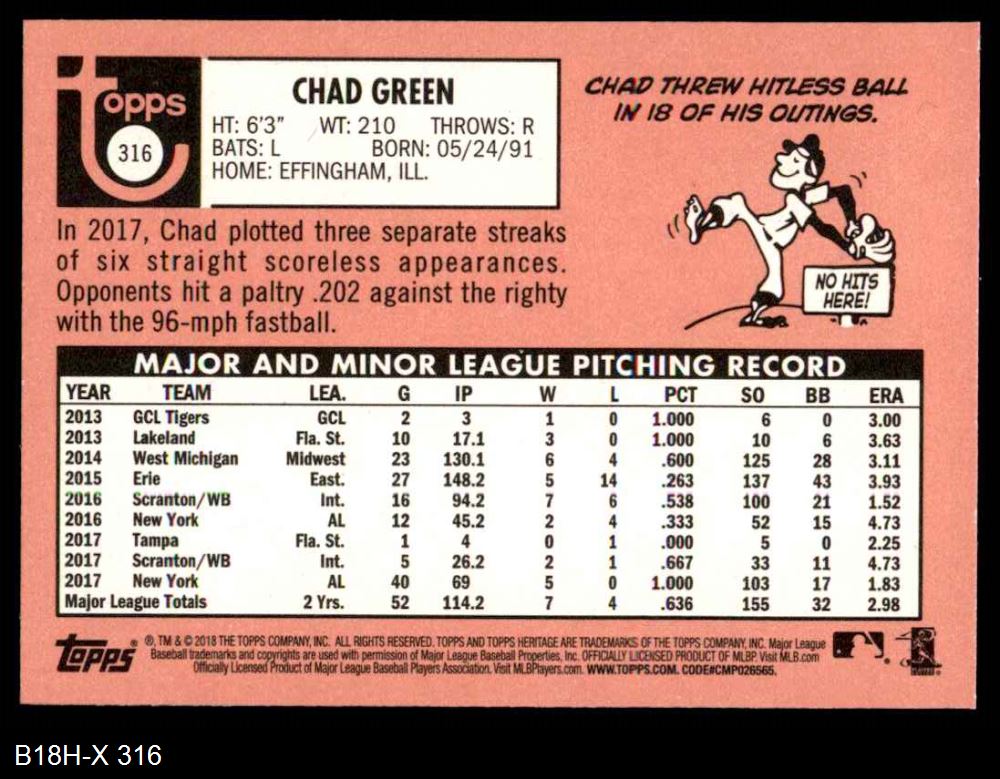 Topps
316
CHAD GREEN
HT: 6'3" WT: 210 THROWS: R
BATS: L BORN: 05/24/91
HOME: EFFINGHAM, ILL.
CHAD THREW HITLESS BALL
IN 18 OF HIS OUTINGS.
NO HITS
HERE!
In 2017, Chad plotted three separate streaks
of six straight scoreless appearances.
Opponents hit a paltry .202 against the righty
with the 96-mph fastball.
MAJOR AND MINOR LEAGUE PITCHING RECORD
YEAR TEAM LEA. G IP W L PCT SO BB ERA
2013 GCL Tigers GCL 2 3 1 0 1.000 6 0 3.00
2013 Lakeland Fla. St. 10 17.1 3 0 1.000 10 6 3.63
2014 West Michigan Midwest 23 130.1 6 4 .600 125 28 3.11
2015 Erie East. 27 148.2 5 14 .263 137 43 3.93
2016 Scranton/WB Int. 16 94.2 7 6 .538 100 21 1.52
2016 New York AL 12 45.2 2 4 .333 52 15 4.73
2017 Tampa Fla. St. 1 4 0 1 .000 5 0 2.25
2017 Scranton/WB Int. 5 26.2 2 1 .667 33 11 4.73
2017 New York AL 40 69 5 0 1.000 103 17 1.83
Major League Totals 2 Yrs. 52 114.2 7 4 .636 155 32 2.98
Topps
®, TM & © 2018 THE TOPPS COMPANY, INC. ALL RIGHTS RESERVED. TOPPS AND TOPPS HERITAGE ARE TRADEMARKS OF THE TOPPS COMPANY, INC. Major League
Baseball trademarks and copyrights are used with permission of Major League Baseball Properties, Inc. OFFICIALLY LICENSED PRODUCT OF MLBP. Visit MLB.com
Officially Licensed Product of Major League Baseball Players Association. Visit MLBPlayers.com. WWW.TOPPS.COM. CODE#CMP026565.
B18H-X 316